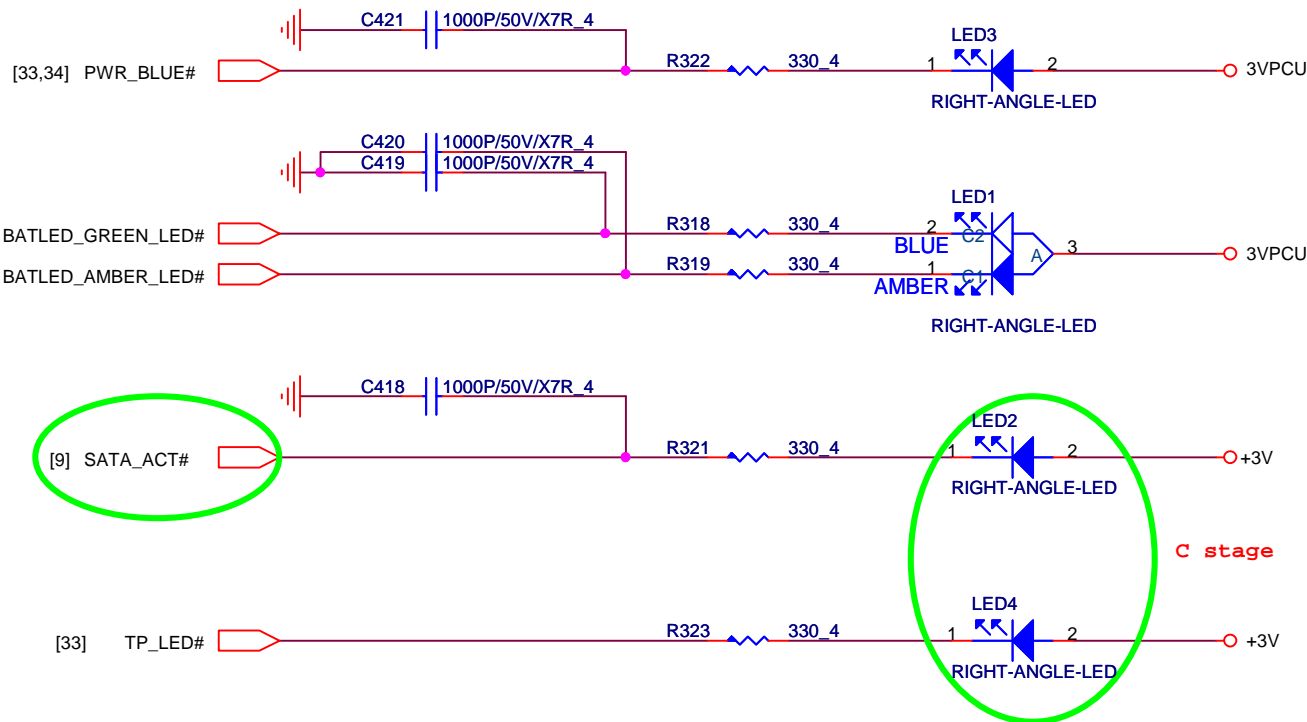 C421 1000P/50V/X7R_4
LED3
[33,34] PWR_BLUE# R322 330_4 1 2 3VPCU
RIGHT-ANGLE-LED
C420 1000P/50V/X7R_4
C419 1000P/50V/X7R_4
LED1
BATLED_GREEN_LED# R318 330_4 2 C2
BLUE
A 3 3VPCU
BATLED_AMBER_LED# R319 330_4 1 C1
AMBER
RIGHT-ANGLE-LED
C418 1000P/50V/X7R_4
LED2
[9] SATA_ACT# R321 330_4 1 2 +3V
RIGHT-ANGLE-LED
C stage
LED4
[33] TP_LED# R323 330_4 1 2 +3V
RIGHT-ANGLE-LED